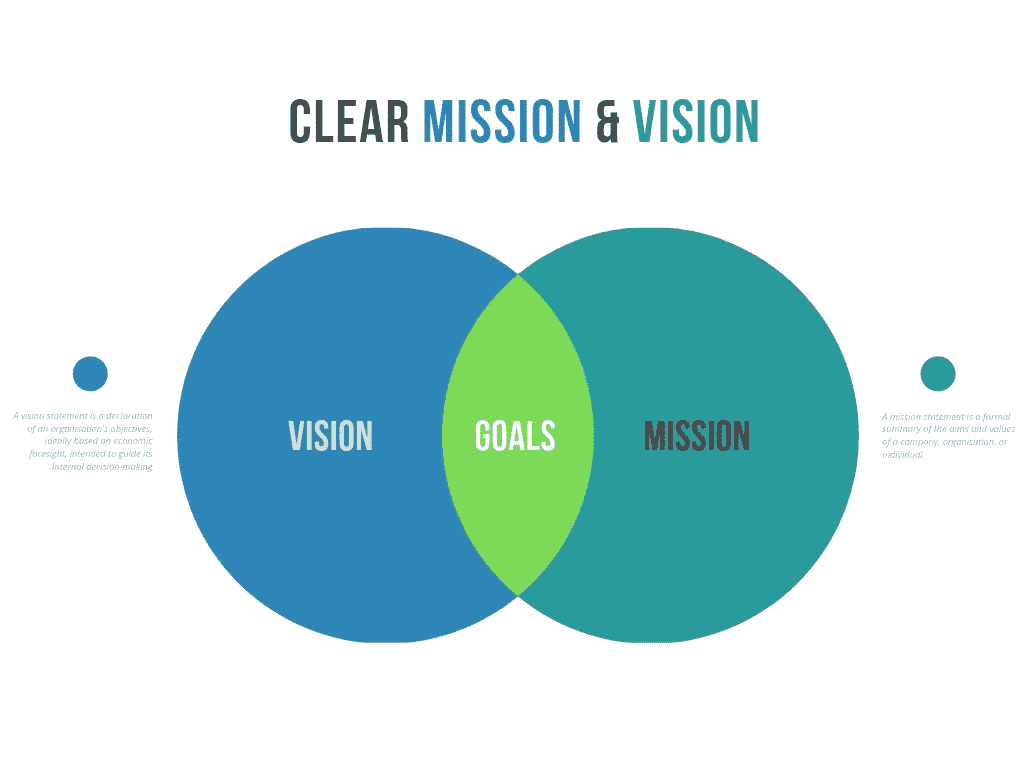 CLEAR MISSION & VISION
A vision statement is a declaration
of an organisation's objectives,
ideally based on economic
foresight, intended to guide its
internal decision-making.
VISION
GOALS
MISSION
A mission statement is a formal
summary of the aims and values
of a company, organisation, or
individual.